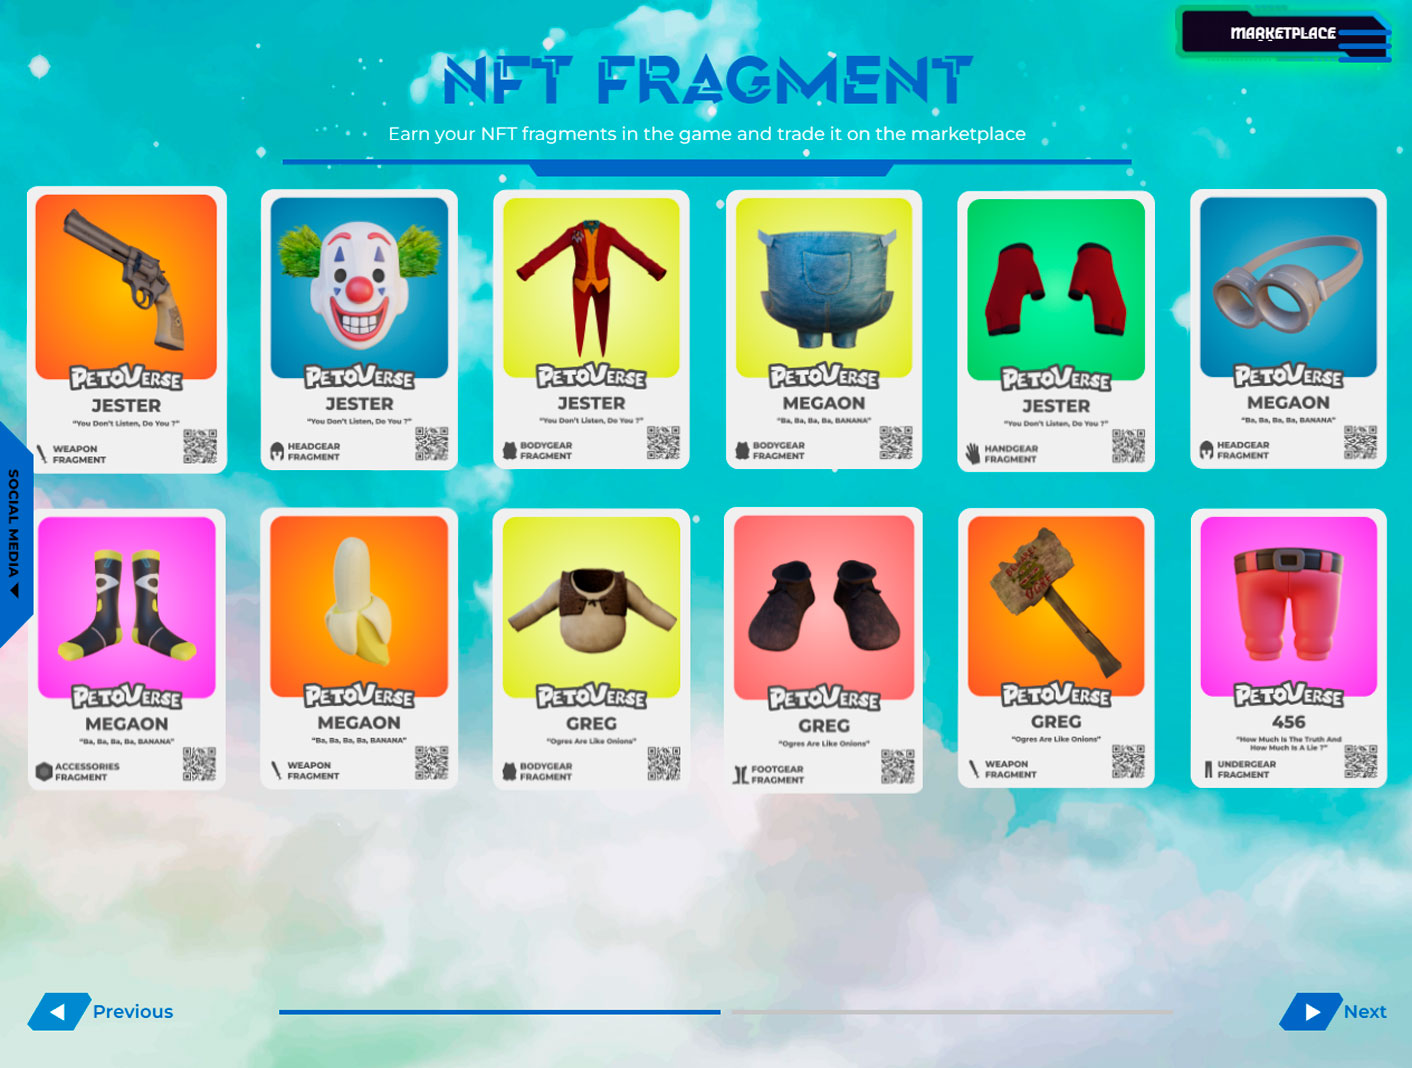 MARKETPLACE
NFT FRAGMENT
Earn your NFT fragments in the game and trade it on the marketplace
PETOVERSE
JESTER
"You Don't Listen, Do You ?"
WEAPON
FRAGMENT
PETOVERSE
JESTER
"You Don't Listen, Do You ?"
HEADGEAR
FRAGMENT
PETOVERSE
JESTER
"You Don't Listen, Do You ?"
BODYGEAR
FRAGMENT
PETOVERSE
MEGAON
"Ba, Ba, Ba, Ba, BANANA"
BODYGEAR
FRAGMENT
PETOVERSE
JESTER
"You Don't Listen, Do You ?"
HANDGEAR
FRAGMENT
PETOVERSE
MEGAON
"Ba, Ba, Ba, Ba, BANANA"
HEADGEAR
FRAGMENT
SOCIAL MEDIA
PETOVERSE
MEGAON
"Ba, Ba, Ba, Ba, BANANA"
ACCESSORIES
FRAGMENT
PETOVERSE
MEGAON
"Ba, Ba, Ba, Ba, BANANA"
WEAPON
FRAGMENT
PETOVERSE
GREG
"Ogres Are Like Onions"
BODYGEAR
FRAGMENT
PETOVERSE
GREG
"Ogres Are Like Onions"
FOOTGEAR
FRAGMENT
PETOVERSE
GREG
"Ogres Are Like Onions"
WEAPON
FRAGMENT
PETOVERSE
456
"How Much Is The Truth And
How Much Is A Lie ?"
UNDERGEAR
FRAGMENT
Previous
Next